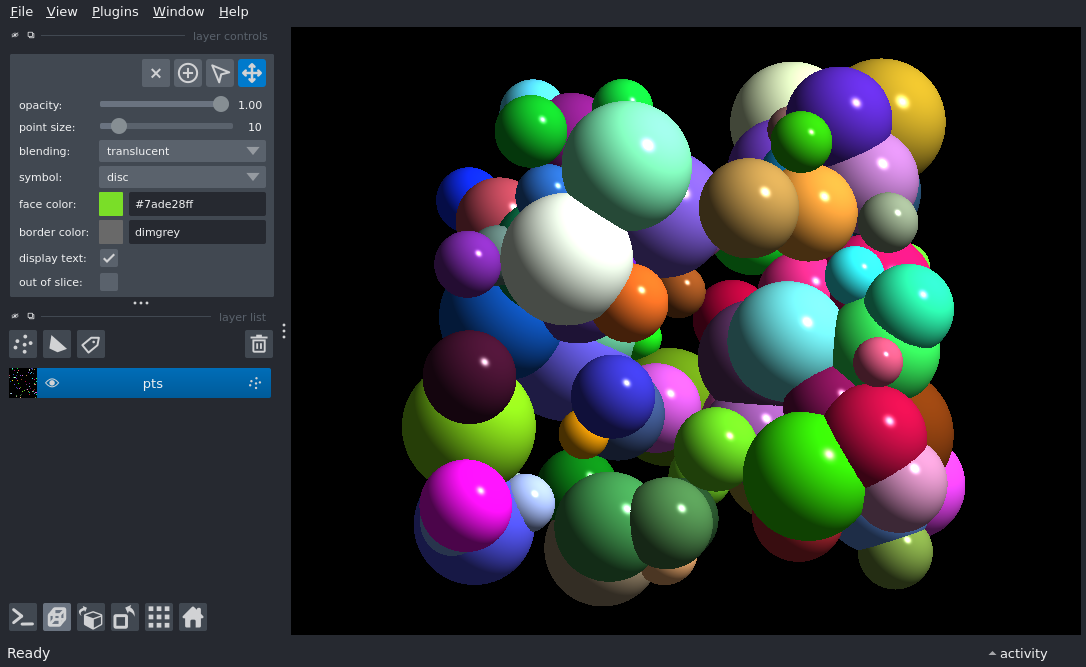 File View Plugins Window Help
layer controls
opacity: 1.00
point size: 10
blending: translucent
symbol: disc
face color: #7ade28ff
border color: dimgrey
display text:
out of slice:
layer list
pts
Ready
activity